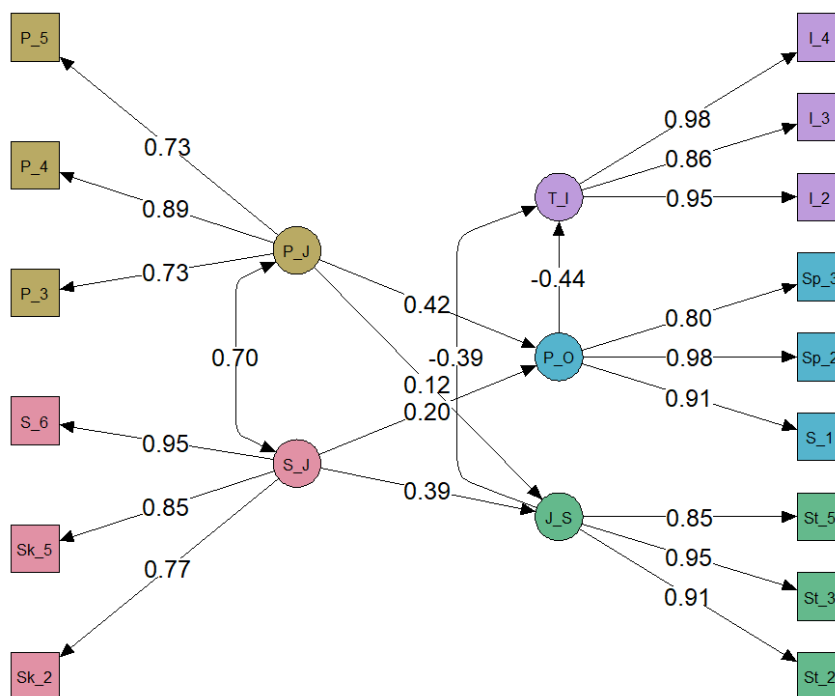 P_5
I_4
P_4
0.73
0.98
I_3
0.86
0.89
T_I
0.95
I_2
P_J
P_3
0.73
-0.44
Sp_3
0.42
0.80
0.70
-0.39
P_O
0.98
Sp_2
0.12
0.91
S_6
0.20
S_1
0.95
S_J
0.39
0.85
J_S
0.85
St_5
Sk_5
0.95
0.77
0.91
St_3
Sk_2
St_2